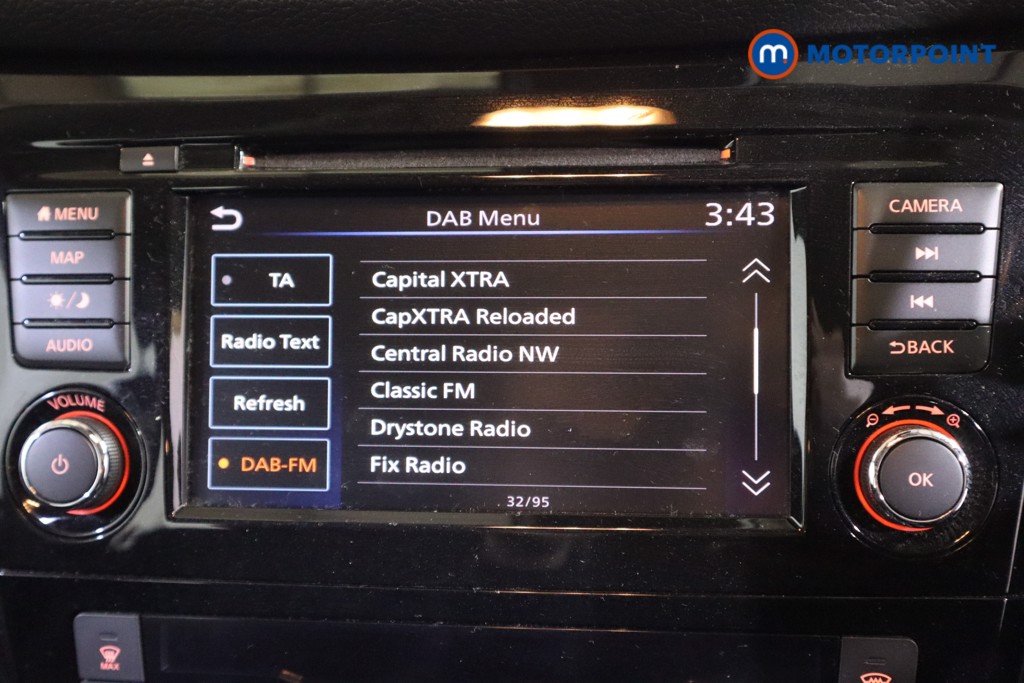 m. MOTORPOINT
MENU
MAP
AUDIO
VOLUME
DAB Menu 3:43
TA
Radio Text
Refresh
DAB-FM
Capital XTRA
CapXTRA Reloaded
Central Radio NW
Classic FM
Drystone Radio
Fix Radio
32/95
CAMERA
BACK
OK
MAX